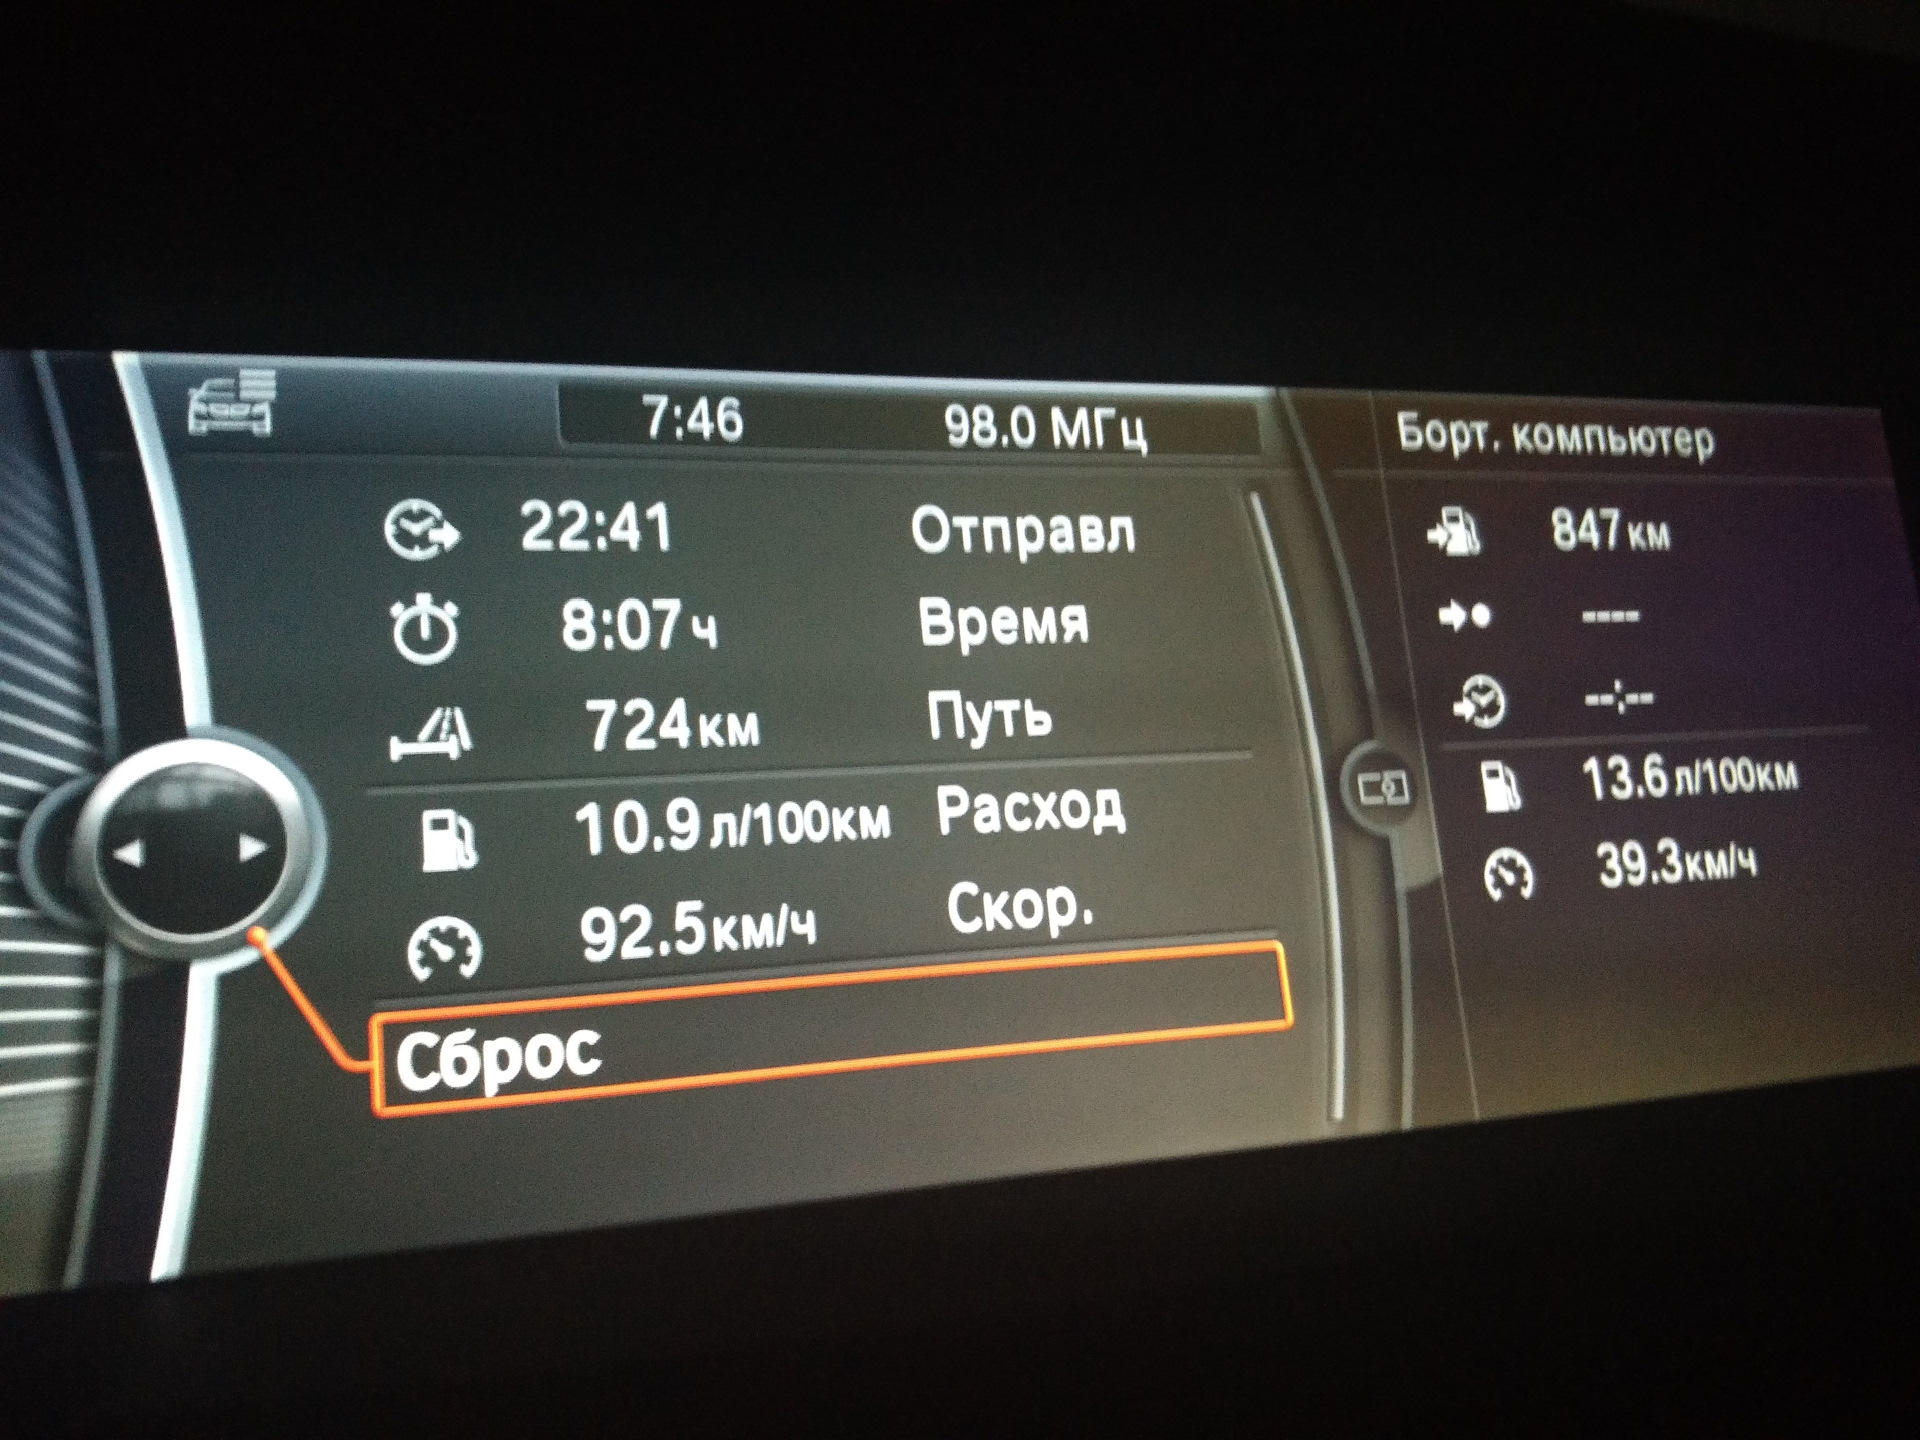 7:46 98.0 МГц
22:41 Отправл
8:07 ч Время
724 км Путь
10.9 л/100км Расход
92.5 км/ч Скор.
Сброс
Борт. компьютер
847 км
----
--:--
13.6 л/100км
39.3 км/ч